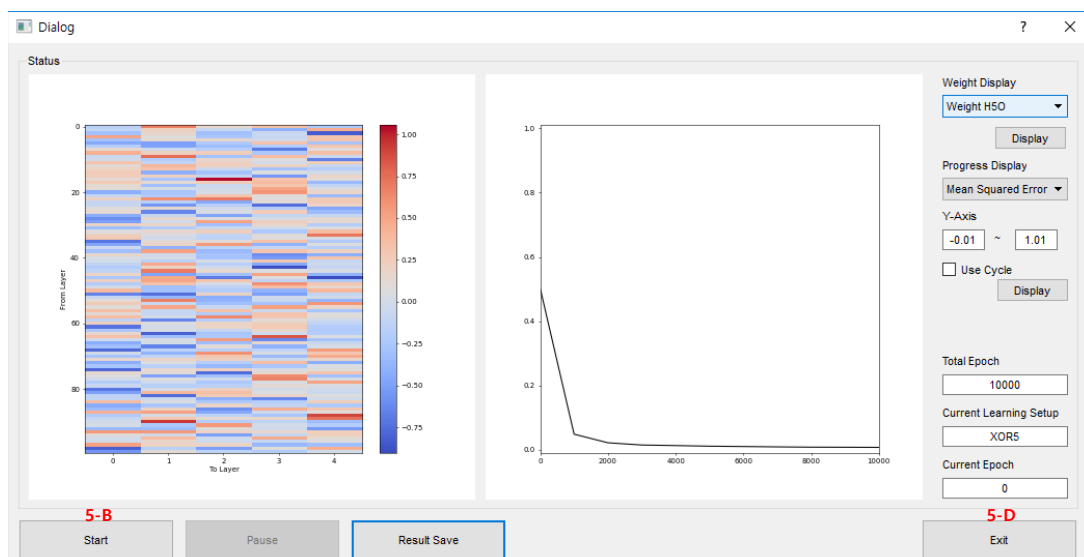 Dialog
?
Status
Weight Display
Weight H5O
Display
Progress Display
Mean Squared Error
Y-Axis
-0.01 ~ 1.01
Use Cycle
Display
Total Epoch
10000
Current Learning Setup
XOR5
Current Epoch
0
0
20
40
60
80
From Layer
0 1 2 3 4
To Layer
1.00
0.75
0.50
0.25
0.00
−0.25
−0.50
−0.75
1.0
0.8
0.6
0.4
0.2
0.0
0 2000 4000 6000 8000 10000
5-B
Start
Pause
Result Save
5-D
Exit